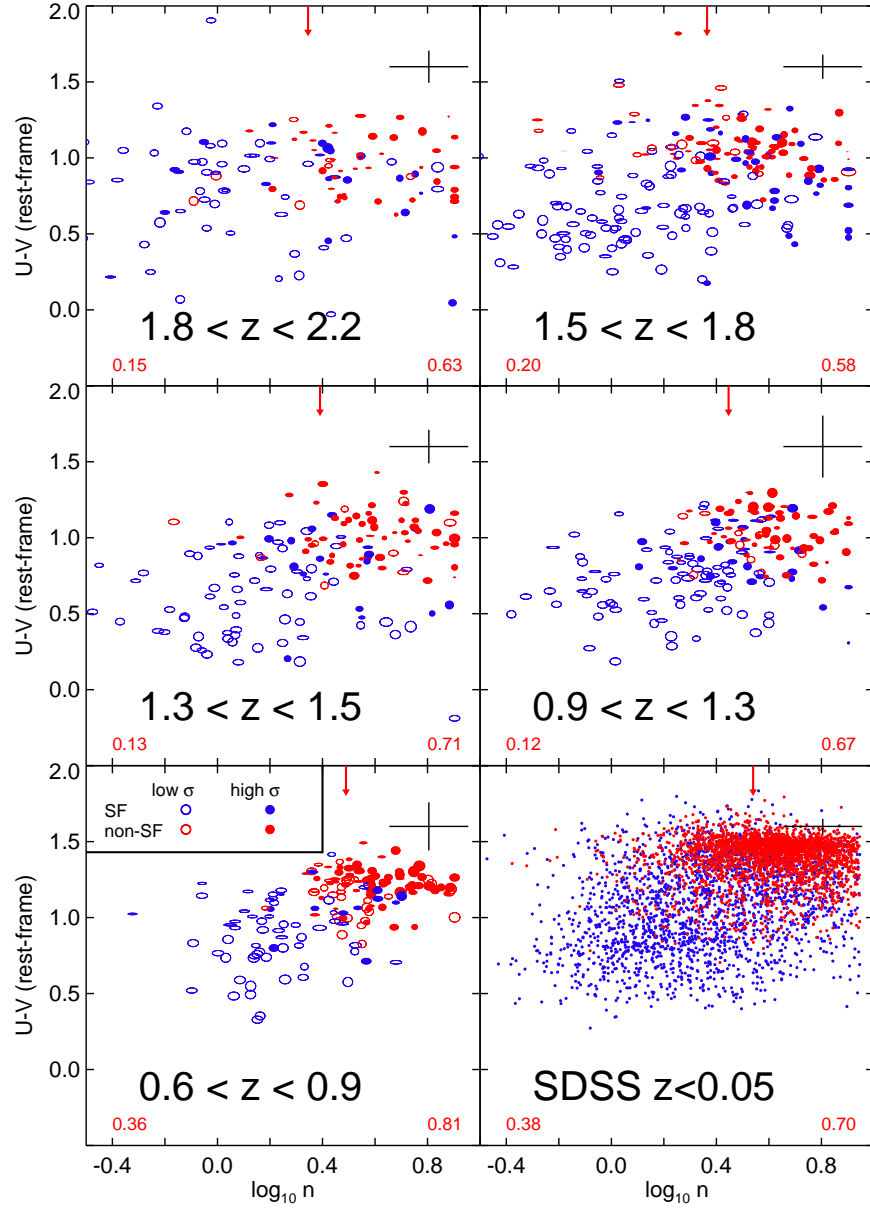 2.0
1.5
1.0
0.5
0.0
U-V (rest-frame)
1.8 < z < 2.2
0.15
0.63
1.5 < z < 1.8
0.20
0.58
2.0
1.5
1.0
0.5
0.0
U-V (rest-frame)
1.3 < z < 1.5
0.13
0.71
0.9 < z < 1.3
0.12
0.67
2.0
1.5
1.0
0.5
0.0
U-V (rest-frame)
low σ high σ
SF
non-SF
0.6 < z < 0.9
0.36
0.81
SDSS z<0.05
0.38
0.70
-0.4 0.0 0.4 0.8
log₁₀ n
-0.4 0.0 0.4 0.8
log₁₀ n